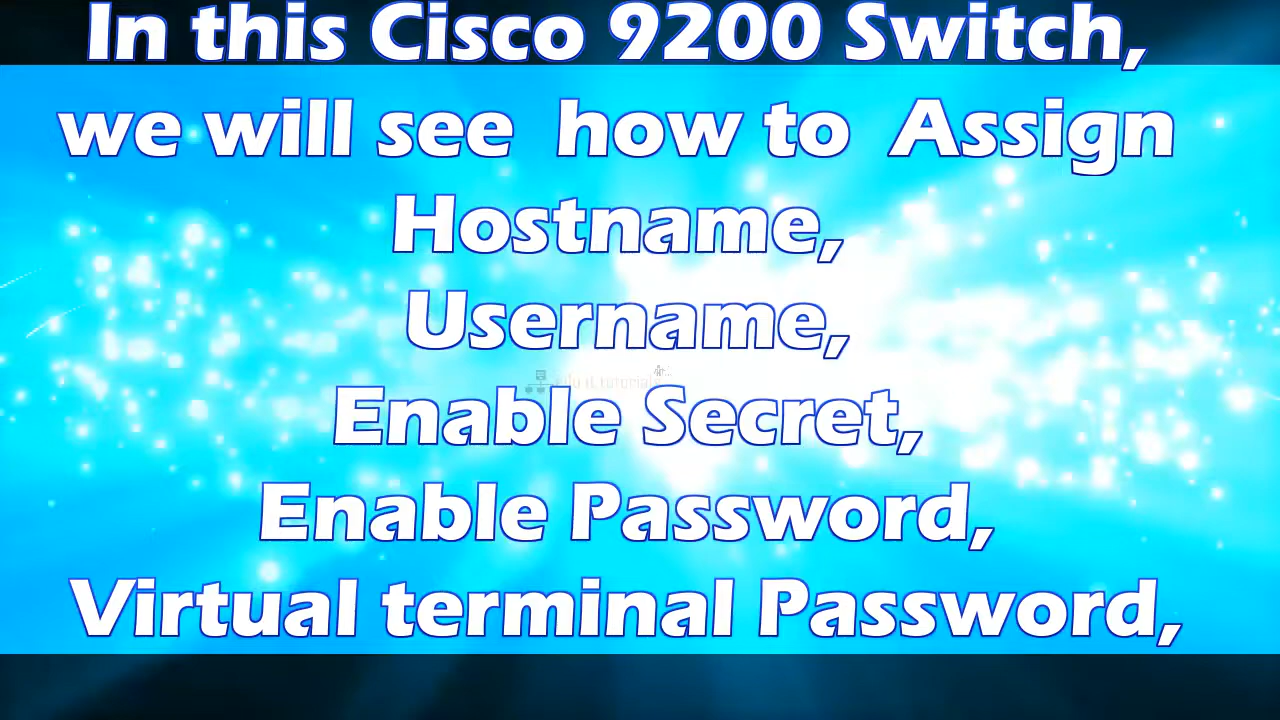 In this Cisco 9200 Switch,
we will see how to Assign
Hostname,
Username,
Enable Secret,
Enable Password,
Virtual terminal Password,